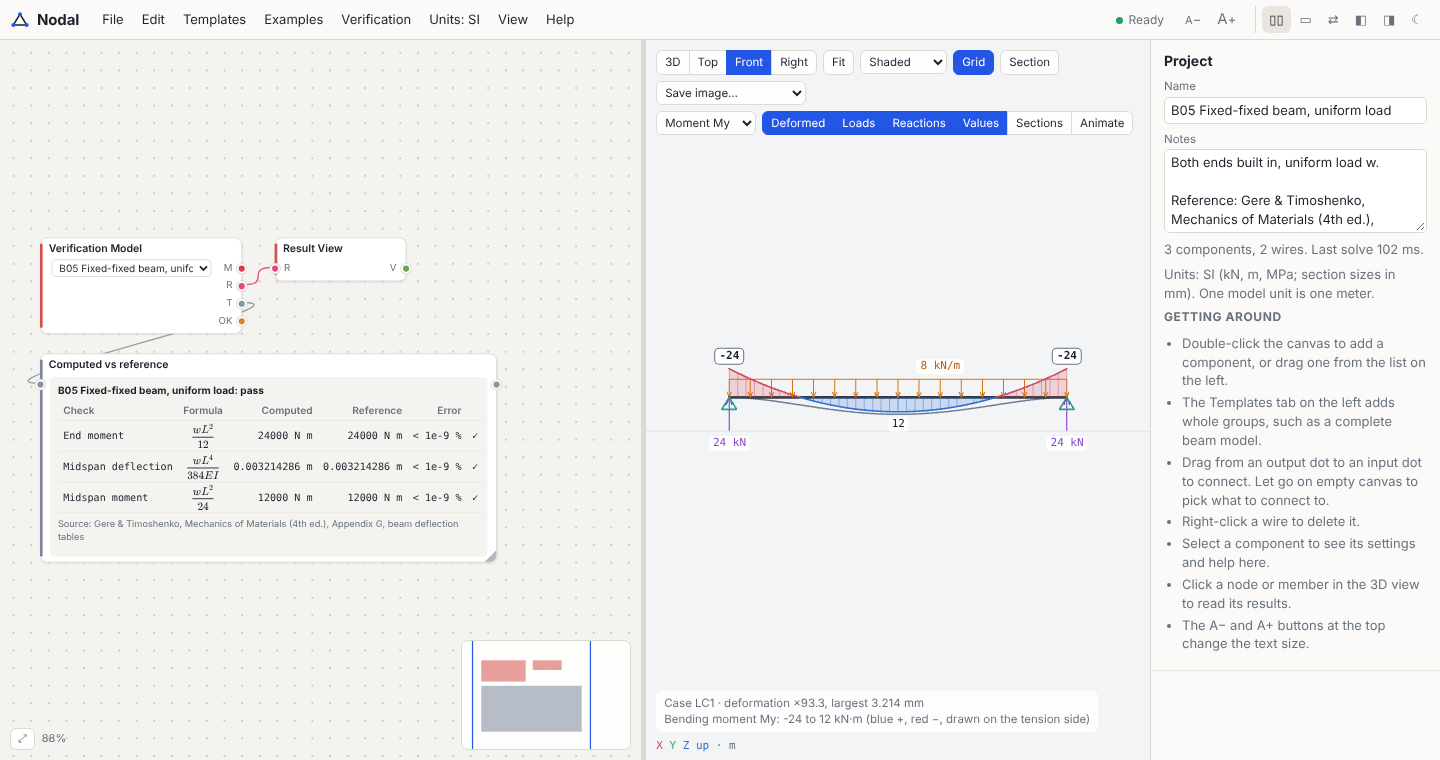 Nodal File Edit Templates Examples Verification Units: SI View Help Ready A− A+
3D Top Front Right Fit Shaded Grid Section
Save image...
Moment My Deformed Loads Reactions Values Sections Animate
Verification Model
B05 Fixed-fixed beam, unifc
M
R
T
OK
Result View
R V
Computed vs reference
B05 Fixed-fixed beam, uniform load: pass
Check Formula Computed Reference Error
End moment wL²/12 24000 N m 24000 N m < 1e-9 % ✓
Midspan deflection wL⁴/384EI 0.003214286 m 0.003214286 m < 1e-9 % ✓
Midspan moment wL²/24 12000 N m 12000 N m < 1e-9 % ✓
Source: Gere & Timoshenko, Mechanics of Materials (4th ed.), Appendix G, beam deflection
tables
88%
-24 -24
8 kN/m
12
24 kN 24 kN
Case LC1 · deformation ×93.3, largest 3.214 mm
Bending moment My: -24 to 12 kN·m (blue +, red −, drawn on the tension side)
X Y Z up · m
Project
Name
B05 Fixed-fixed beam, uniform load
Notes
Both ends built in, uniform load w.
Reference: Gere & Timoshenko,
Mechanics of Materials (4th ed.),
3 components, 2 wires. Last solve 102 ms.
Units: SI (kN, m, MPa; section sizes in
mm). One model unit is one meter.
GETTING AROUND
• Double-click the canvas to add a
component, or drag one from the list on
the left.
• The Templates tab on the left adds
whole groups, such as a complete
beam model.
• Drag from an output dot to an input dot
to connect. Let go on empty canvas to
pick what to connect to.
• Right-click a wire to delete it.
• Select a component to see its settings
and help here.
• Click a node or member in the 3D view
to read its results.
• The A− and A+ buttons at the top
change the text size.